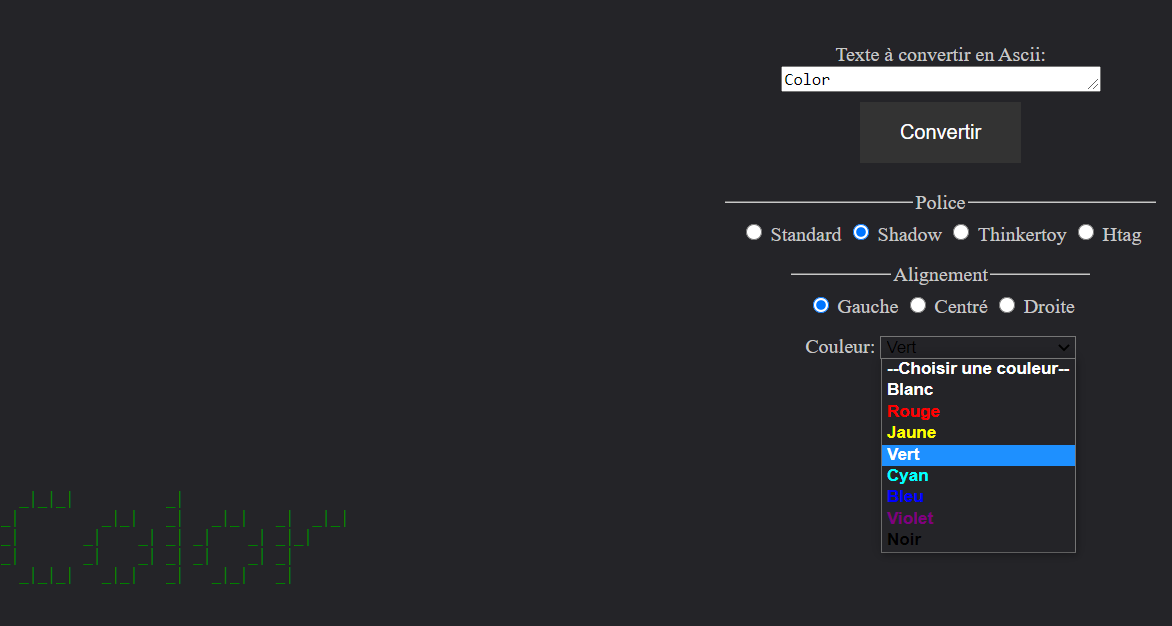 Texte à convertir en Ascii:
Color
Convertir
Police
Standard Shadow Thinkertoy Htag
Alignement
Gauche Centré Droite
Couleur: Vert
--Choisir une couleur--
Blanc
Rouge
Jaune
Vert
Cyan
Bleu
Violet
Noir
Color